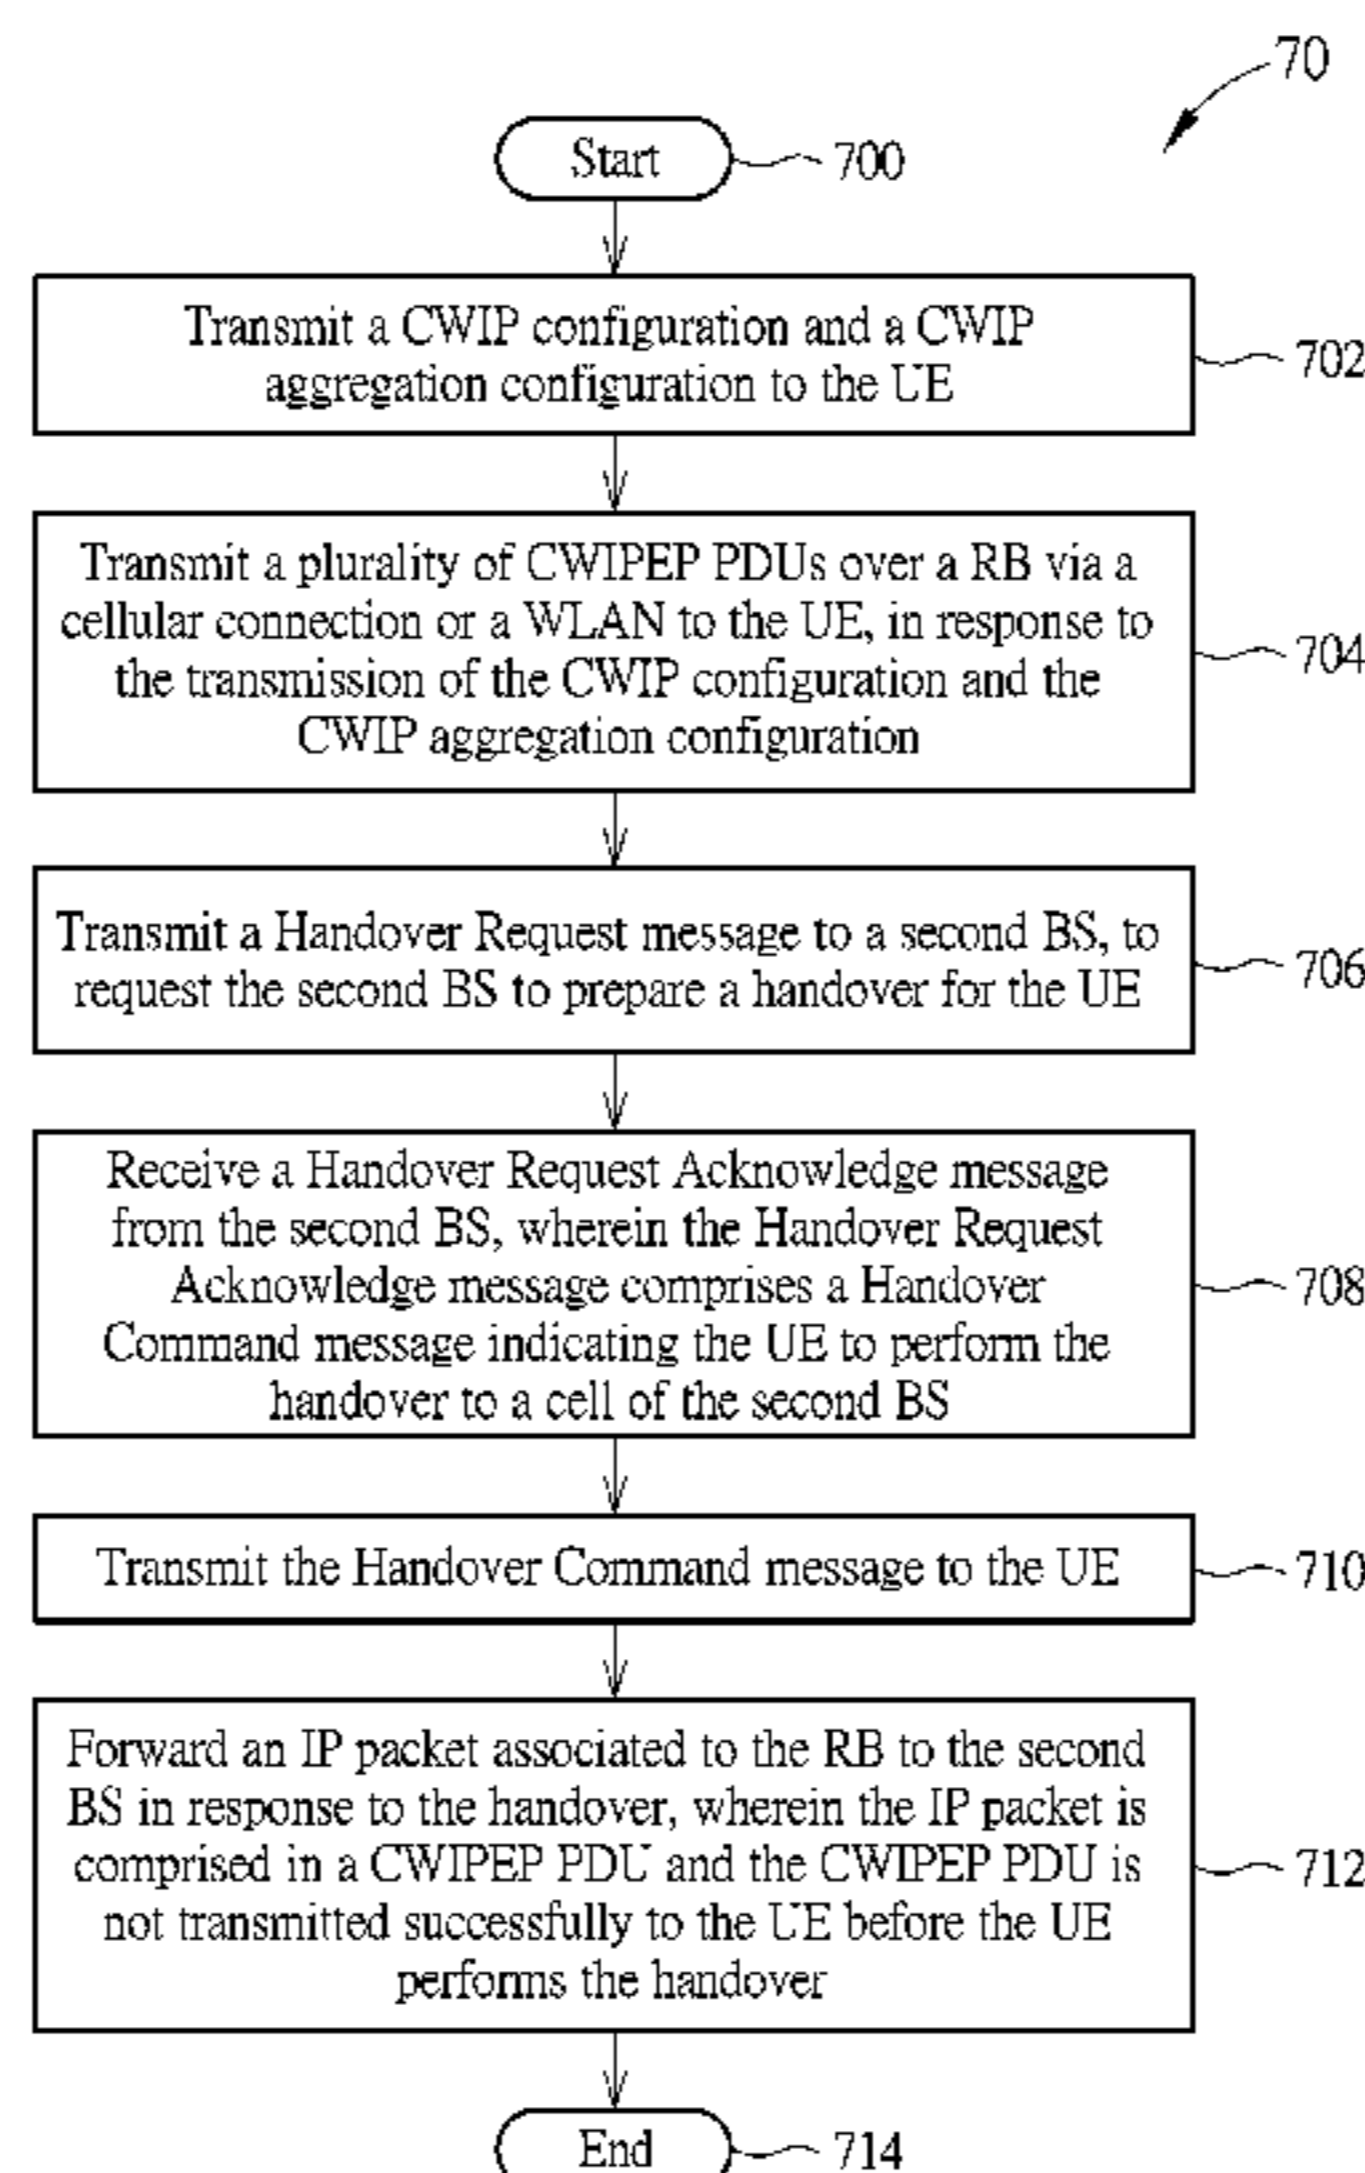 70
Start
700
Transmit a CWIP configuration and a CWIP
aggregation configuration to the UE
702
Transmit a plurality of CWIPEP PDUs over a RB via a
cellular connection or a WLAN to the UE, in response to
the transmission of the CWIP configuration and the
CWIP aggregation configuration
704
Transmit a Handover Request message to a second BS, to
request the second BS to prepare a handover for the UE
706
Receive a Handover Request Acknowledge message
from the second BS, wherein the Handover Request
Acknowledge message comprises a Handover
Command message indicating the UE to perform the
handover to a cell of the second BS
708
Transmit the Handover Command message to the UE
710
Forward an IP packet associated to the RB to the second
BS in response to the handover, wherein the IP packet is
comprised in a CWIPEP PDU and the CWIPEP PDU is
not transmitted successfully to the UE before the UE
performs the handover
712
End
714